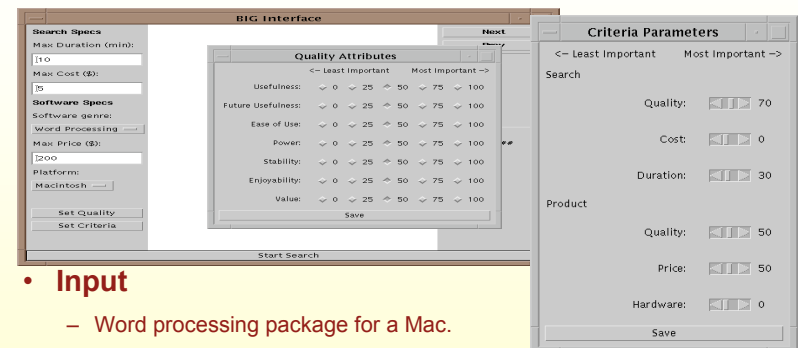 BIG Interface
Search Specs
Max Duration (min):
10
Max Cost ($):
5
Software Specs
Software genre:
Word Processing
Max Price ($):
200
Platform:
Macintosh
Set Quality
Set Criteria
Start Search
Next
Quality Attributes
<— Least Important Most Important —>
Usefulness: 0 25 50 75 100
Future Usefulness: 0 25 50 75 100
Ease of Use: 0 25 50 75 100
Power: 0 25 50 75 100
Stability: 0 25 50 75 100
Enjoyability: 0 25 50 75 100
Value: 0 25 50 75 100
Save
##
Criteria Parameters
<— Least Important Most Important —>
Search
Quality: 70
Cost: 0
Duration: 30
Product
Quality: 50
Price: 50
Hardware: 0
Save
• Input
– Word processing package for a Mac.